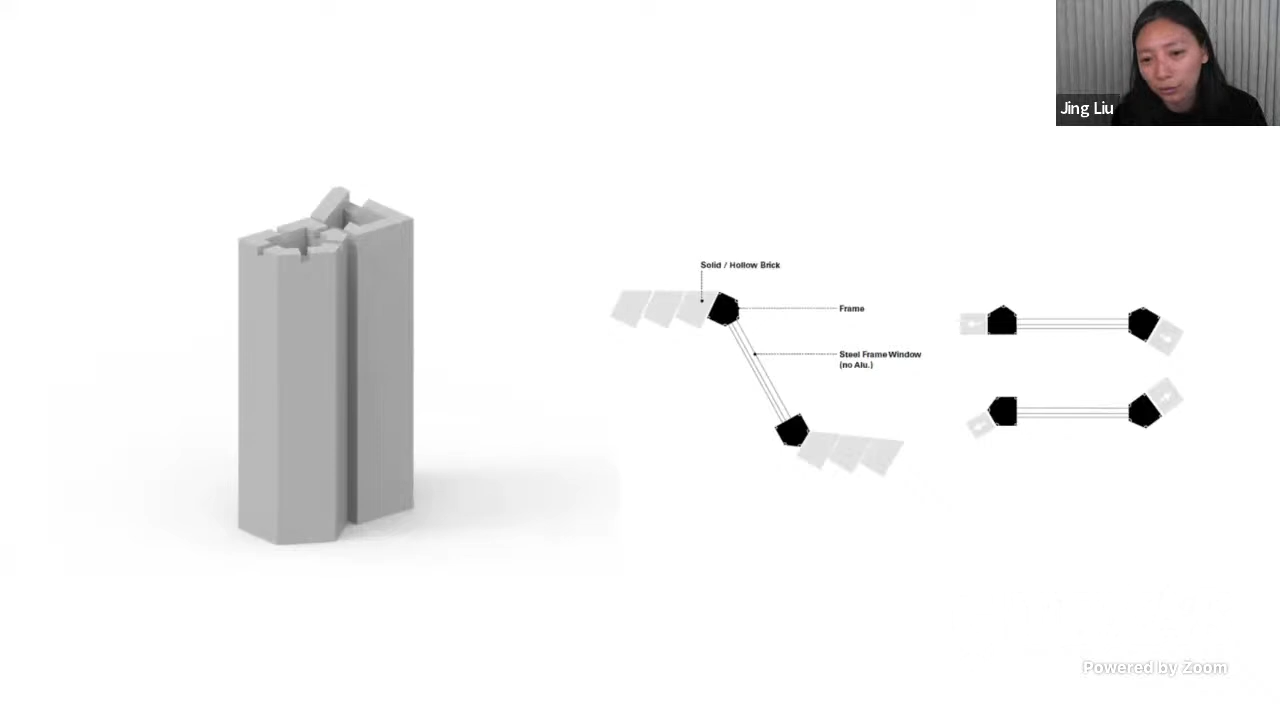 Jing Liu
Solid / Hollow Brick
Frame
Steel Frame Window
(no Alu.)
Powered by Zoom